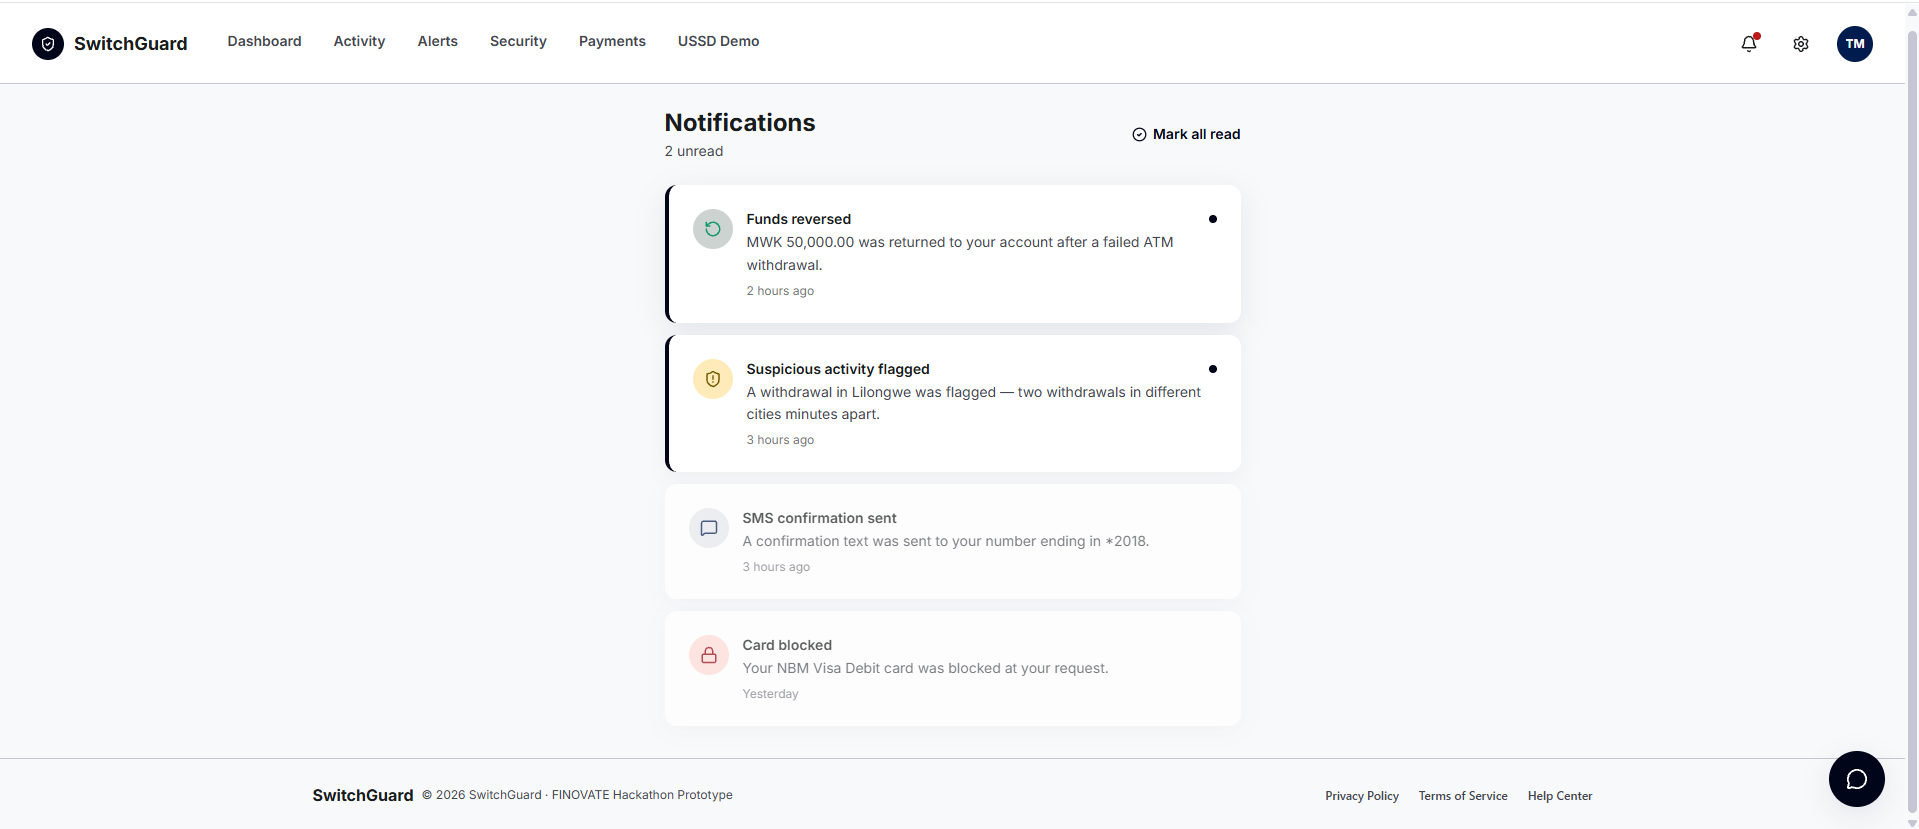 SwitchGuard
Dashboard
Activity
Alerts
Security
Payments
USSD Demo
TM
Notifications
2 unread
Mark all read
Funds reversed
MWK 50,000.00 was returned to your account after a failed ATM
withdrawal.
2 hours ago
Suspicious activity flagged
A withdrawal in Lilongwe was flagged — two withdrawals in different
cities minutes apart.
3 hours ago
SMS confirmation sent
A confirmation text was sent to your number ending in *2018.
3 hours ago
Card blocked
Your NBM Visa Debit card was blocked at your request.
Yesterday
SwitchGuard
© 2026 SwitchGuard · FINOVATE Hackathon Prototype
Privacy Policy
Terms of Service
Help Center